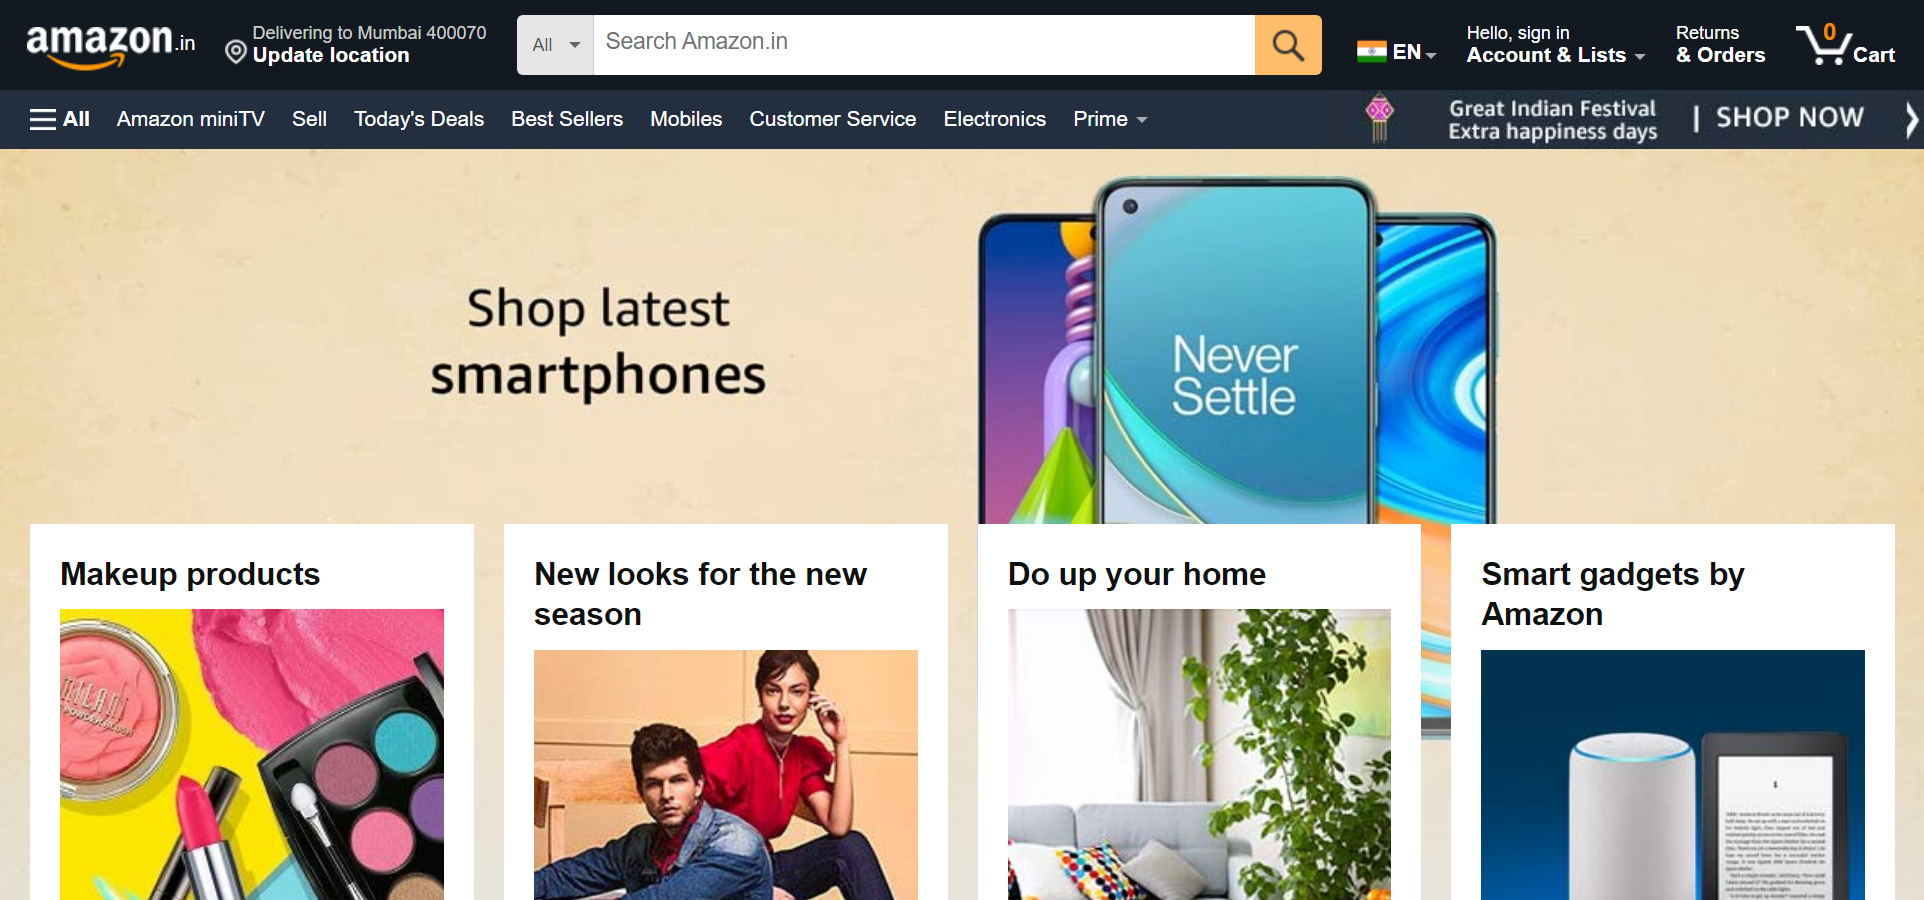 amazon.in
Delivering to Mumbai 400070
Update location
All
Search Amazon.in
EN
Hello, sign in
Account & Lists
Returns
& Orders
0
Cart
All
Amazon miniTV
Sell
Today's Deals
Best Sellers
Mobiles
Customer Service
Electronics
Prime
Great Indian Festival
Extra happiness days
| SHOP NOW
Shop latest
smartphones
Never
Settle
Makeup products
New looks for the new
season
Do up your home
Smart gadgets by
Amazon
MILANI
POWDER BLUSH
1